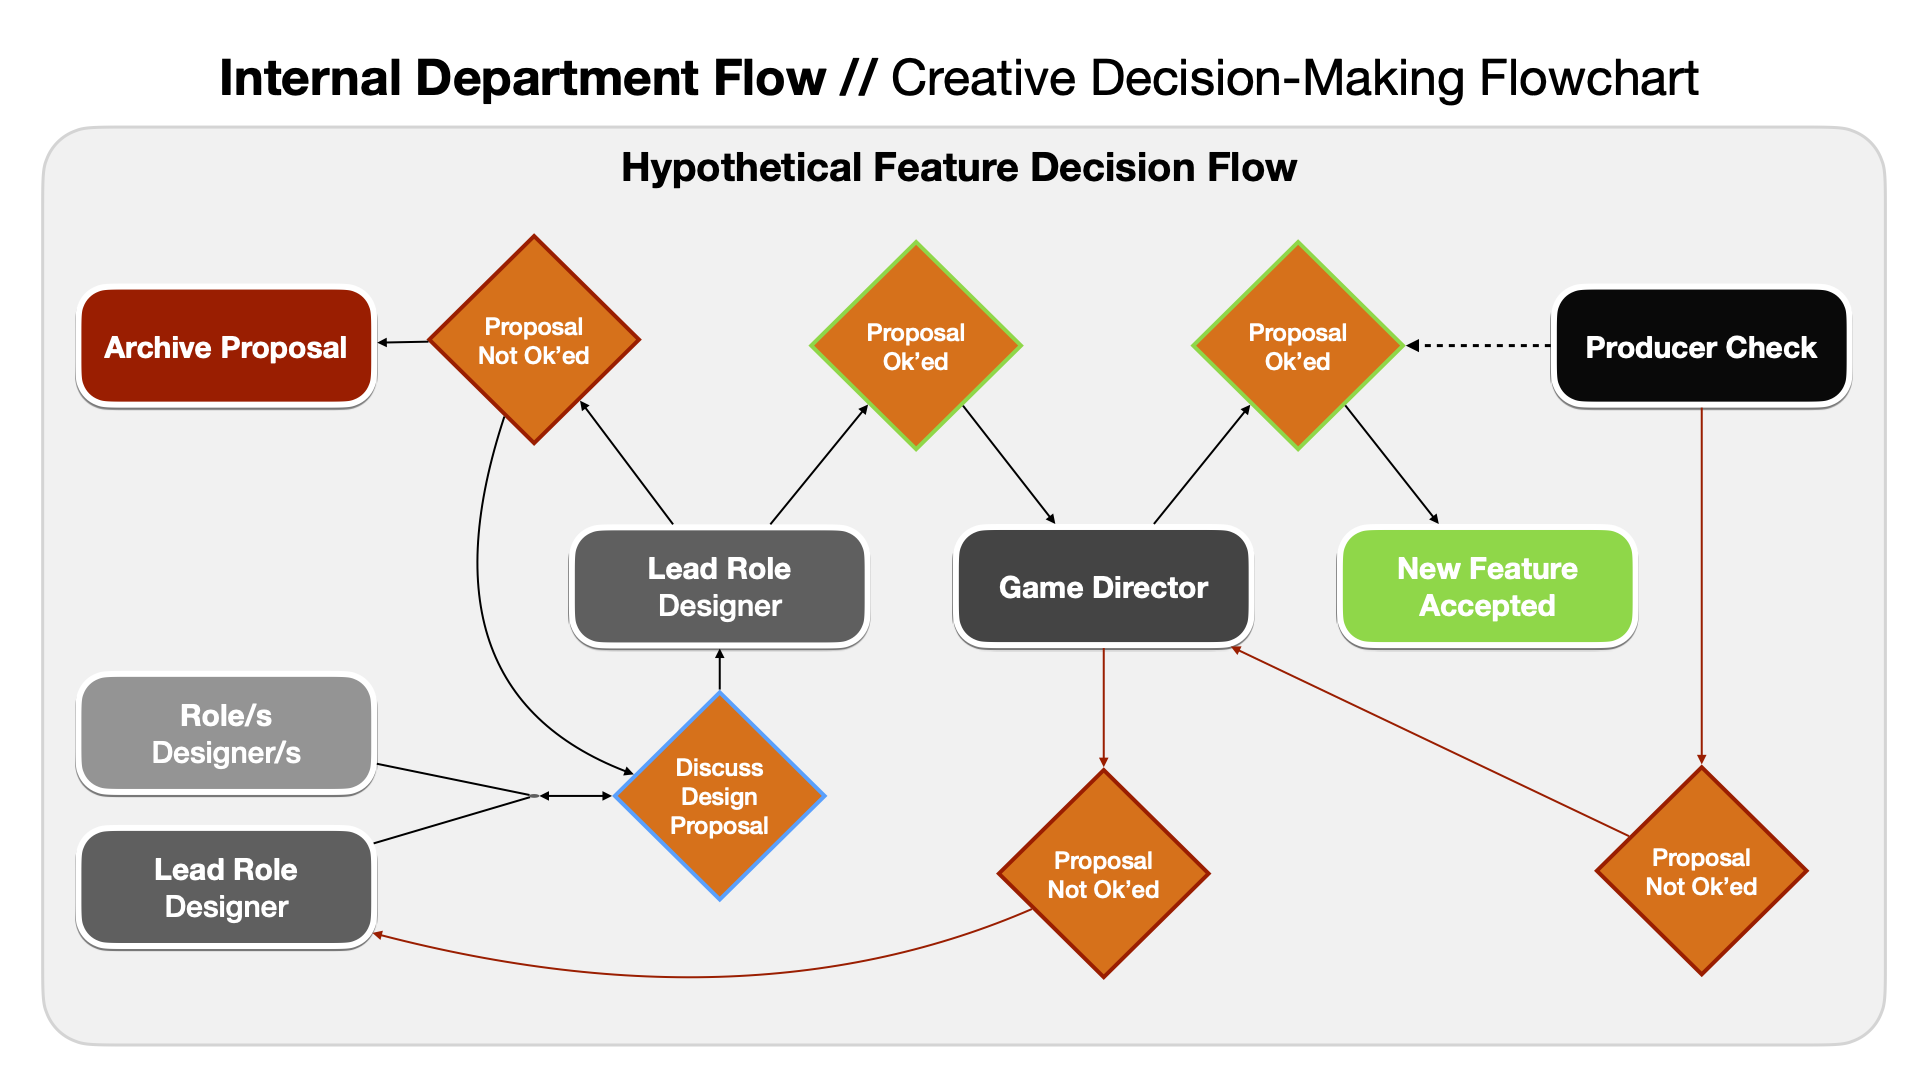 Internal Department Flow // Creative Decision-Making Flowchart
Hypothetical Feature Decision Flow
Archive Proposal
Proposal
Not Ok’ed
Proposal
Ok’ed
Proposal
Ok’ed
Producer Check
Lead Role
Designer
Game Director
New Feature
Accepted
Role/s
Designer/s
Discuss
Design
Proposal
Lead Role
Designer
Proposal
Not Ok’ed
Proposal
Not Ok’ed